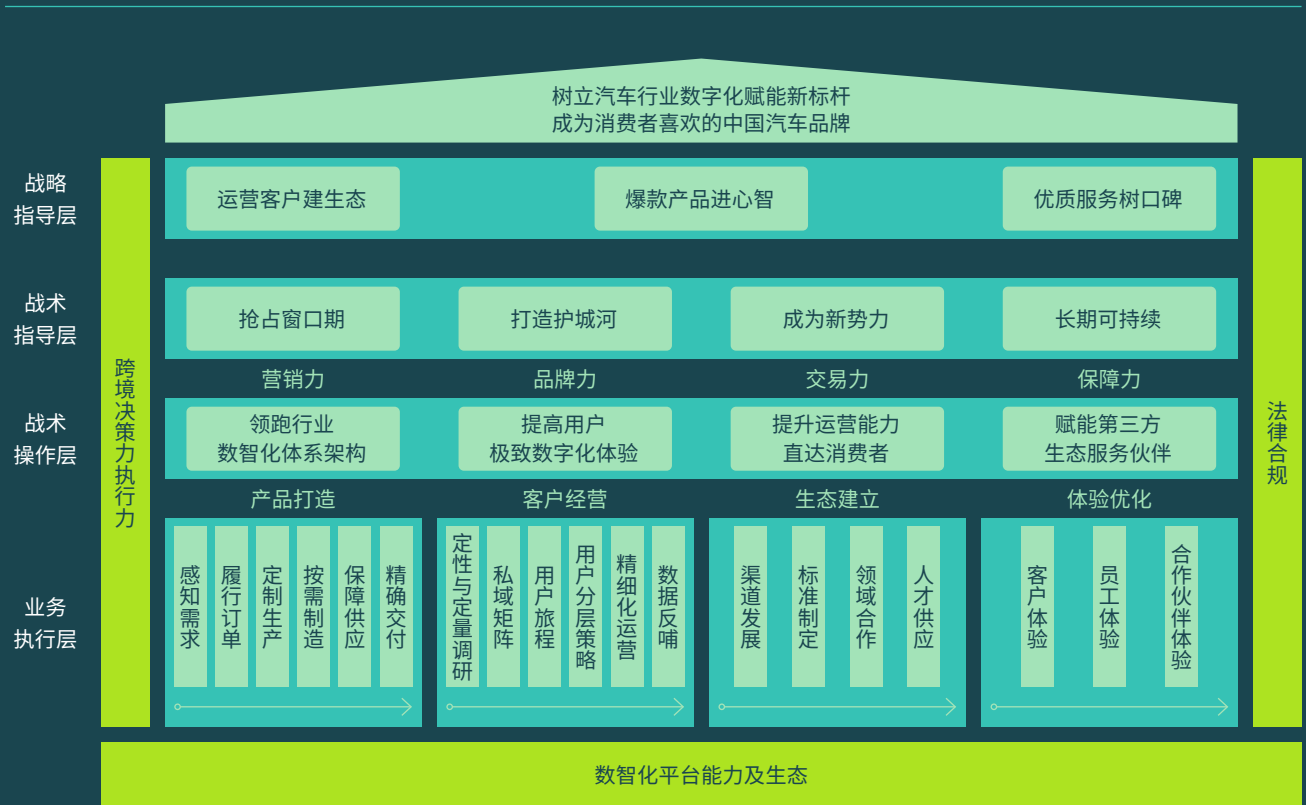 树立汽车行业数字化赋能新标杆
成为消费者喜欢的中国汽车品牌
战略
指导层
运营客户建生态
爆款产品进心智
优质服务树口碑
战术
指导层
抢占窗口期
打造护城河
成为新势力
长期可持续
营销力
品牌力
交易力
保障力
战术
操作层
领跑行业
数智化体系架构
提高用户
极致数字化体验
提升运营能力
直达消费者
赋能第三方
生态服务伙伴
产品打造
客户经营
生态建立
体验优化
业务
执行层
感知需求
履行订单
定制生产
按需制造
保障供应
精确交付
定性与定量调研
私域矩阵
用户旅程
用户分层策略
精细化运营
数据反哺
渠道发展
标准制定
领域合作
人才供应
客户体验
员工体验
合作伙伴体验
跨境决策力执行力
法律合规
数智化平台能力及生态